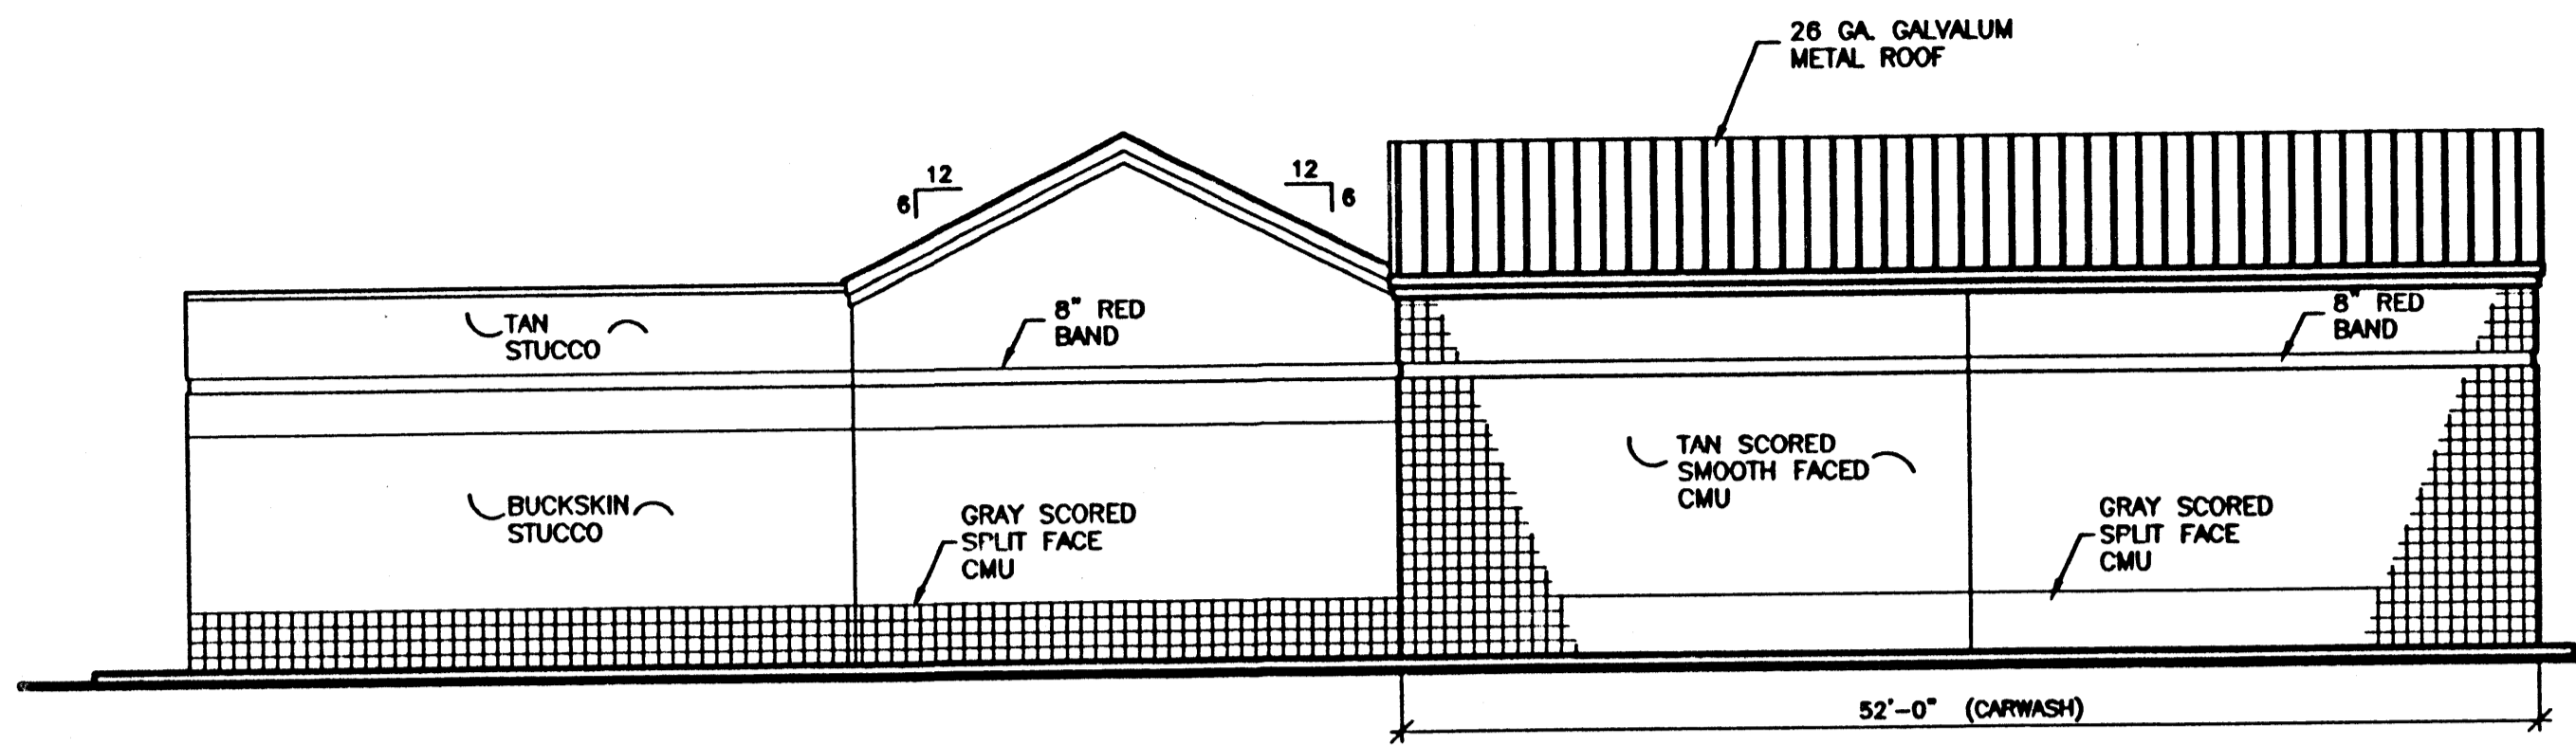 26 GA. GALVALUM
METAL ROOF
12
6
12
6
TAN
STUCCO
8" RED
BAND
8" RED
BAND
BUCKSKIN
STUCCO
GRAY SCORED
SPLIT FACE
CMU
TAN SCORED
SMOOTH FACED
CMU
GRAY SCORED
SPLIT FACE
CMU
52'-0" (CARWASH)